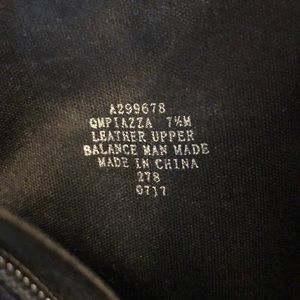 A299678
QMPIAZZA 7½M
LEATHER UPPER
BALANCE MAN MADE
MADE IN CHINA
278
0717